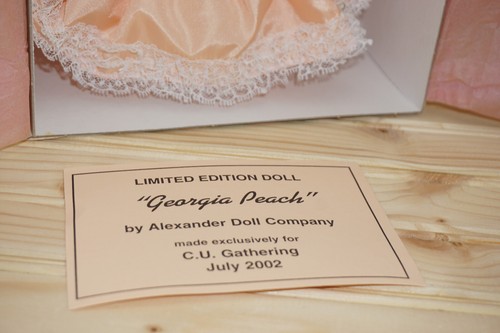 LIMITED EDITION DOLL
"Georgia Peach"
by Alexander Doll Company
made exclusively for
C.U. Gathering
July 2002